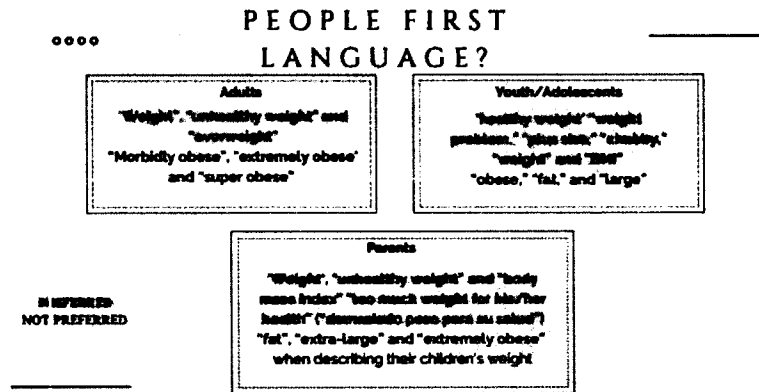 PEOPLE FIRST
LANGUAGE?
Adults
"Weight", "unhealthy weight" and
"overweight"
"Morbidly obese", "extremely obese"
and "super obese"
Youth/Adolescents
"healthy weight" "weight
problem," "plus size," "chubby,"
"weight" and "BMI"
"obese," "fat," and "large"
Parents
"Weight", "unhealthy weight" and "body
mass index" "too much weight for his/her
health" ("demasiado peso para su salud")
"fat", "extra-large" and "extremely obese"
when describing their children's weight
PREFERRED
NOT PREFERRED